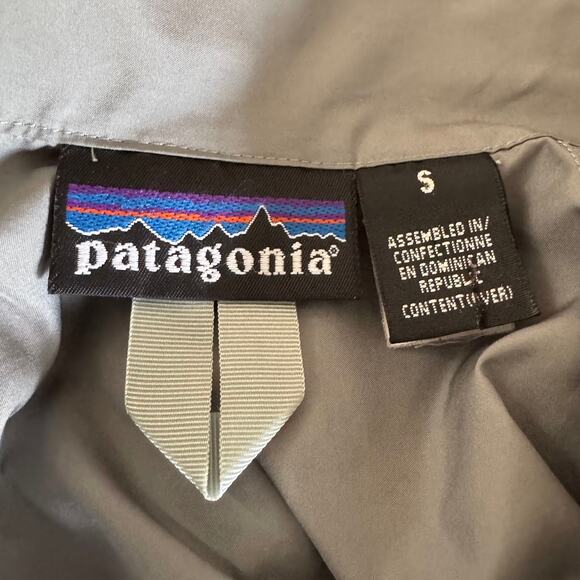 patagonia®
S
ASSEMBLED IN/
CONFECTIONNE
EN DOMINICAN
REPUBLIC
CONTENT(OVER)